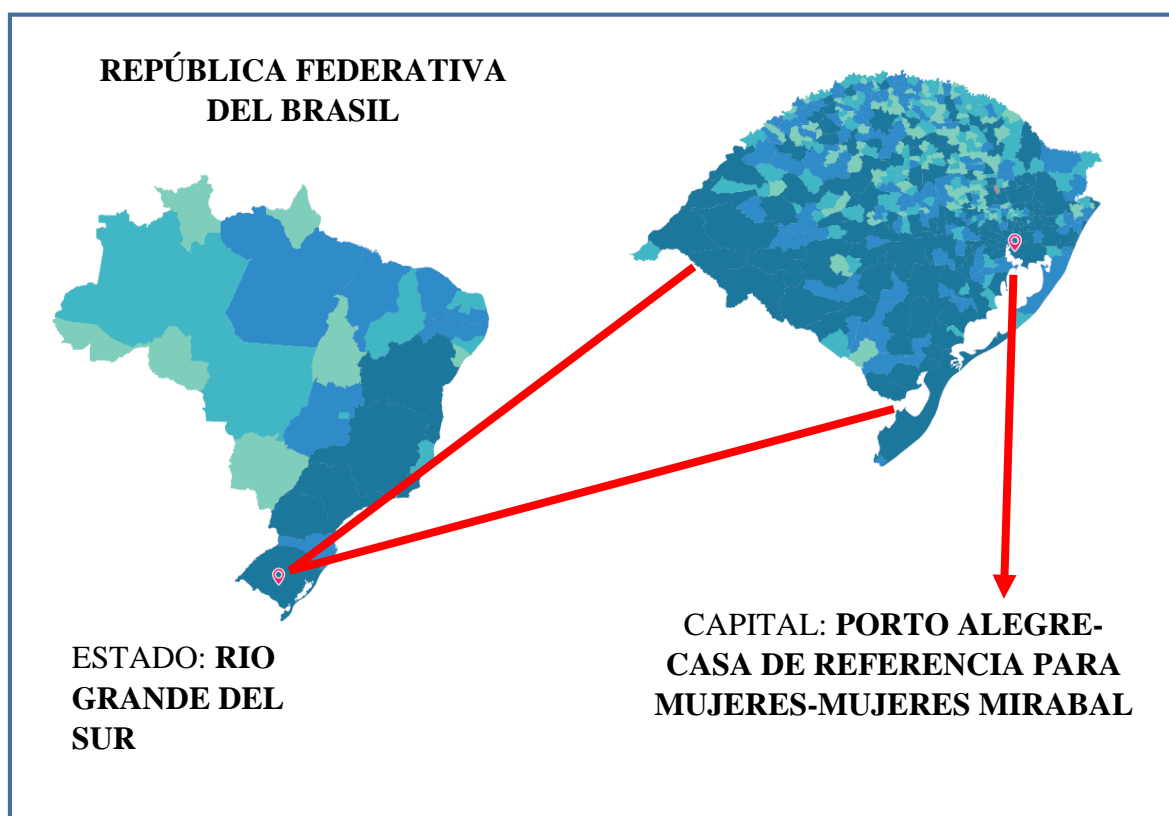 REPÚBLICA FEDERATIVA
DEL BRASIL
ESTADO: RIO
GRANDE DEL
SUR
CAPITAL: PORTO ALEGRE-
CASA DE REFERENCIA PARA
MUJERES-MUJERES MIRABAL